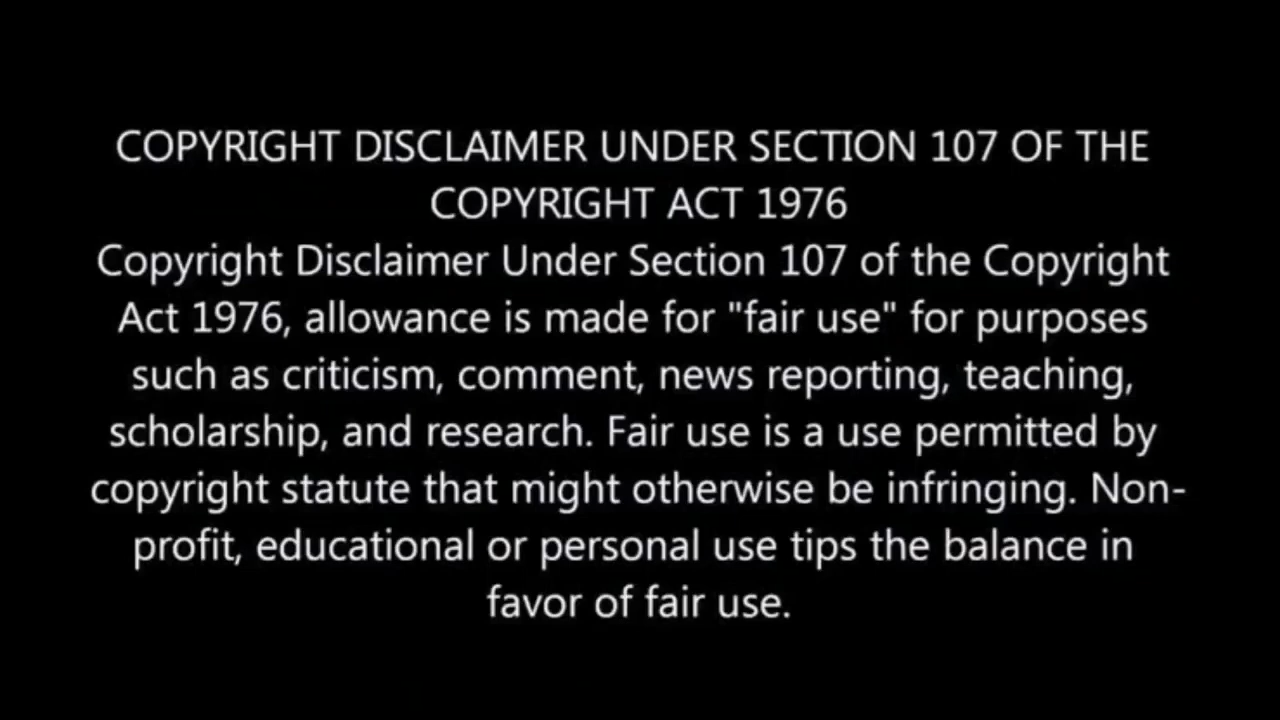 COPYRIGHT DISCLAIMER UNDER SECTION 107 OF THE
COPYRIGHT ACT 1976
Copyright Disclaimer Under Section 107 of the Copyright
Act 1976, allowance is made for "fair use" for purposes
such as criticism, comment, news reporting, teaching,
scholarship, and research. Fair use is a use permitted by
copyright statute that might otherwise be infringing. Non-
profit, educational or personal use tips the balance in
favor of fair use.